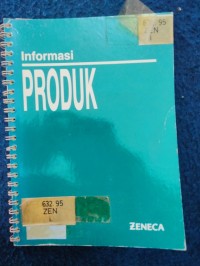 95
ZEN
L
Informasi
PRODUK
632.95
ZEN
L
ZENECA